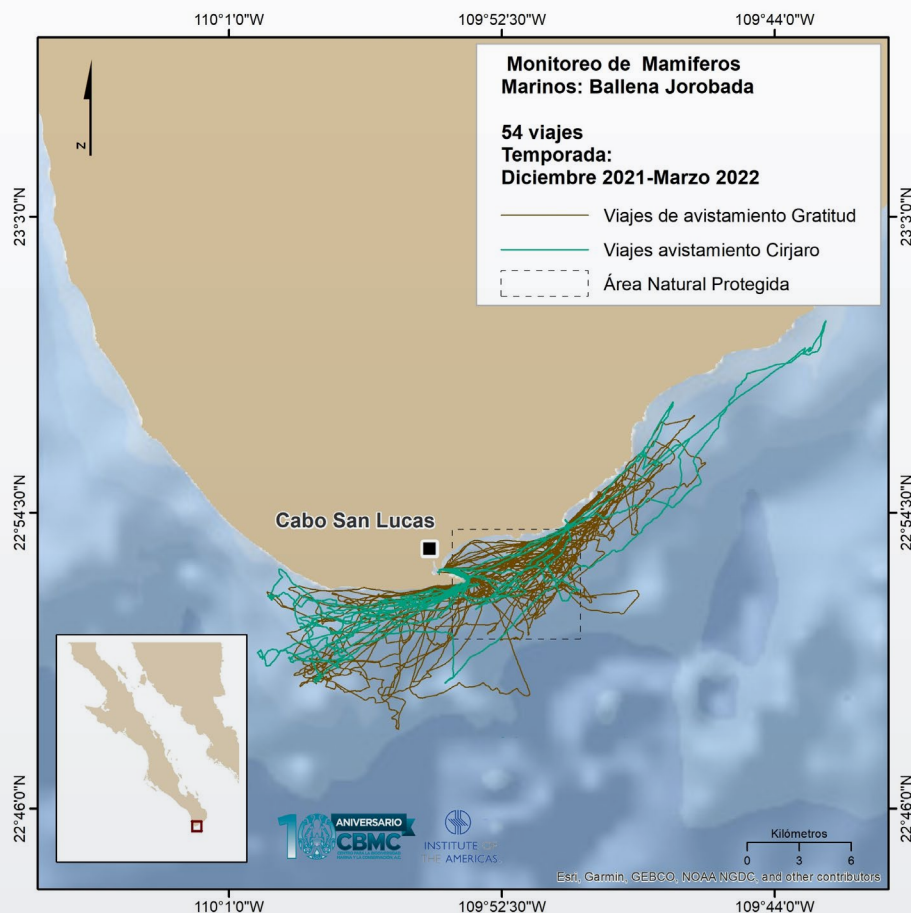 110°1'0"W 109°52'30"W 109°44'0"W
Monitoreo de Mamiferos
Marinos: Ballena Jorobada
54 viajes
Temporada:
Diciembre 2021-Marzo 2022
Viajes de avistamiento Gratitud
Viajes avistamiento Cirjaro
Área Natural Protegida
N
23°3'0"N 23°3'0"N
22°54'30"N 22°54'30"N
Cabo San Lucas
22°46'0"N 22°46'0"N
10 ANIVERSARIO
CBMC
INSTITUTE OF
THE AMERICAS
Kilómetros
0 3 6
Esri, Garmin, GEBCO, NOAA NGDC, and other contributors
110°1'0"W 109°52'30"W 109°44'0"W